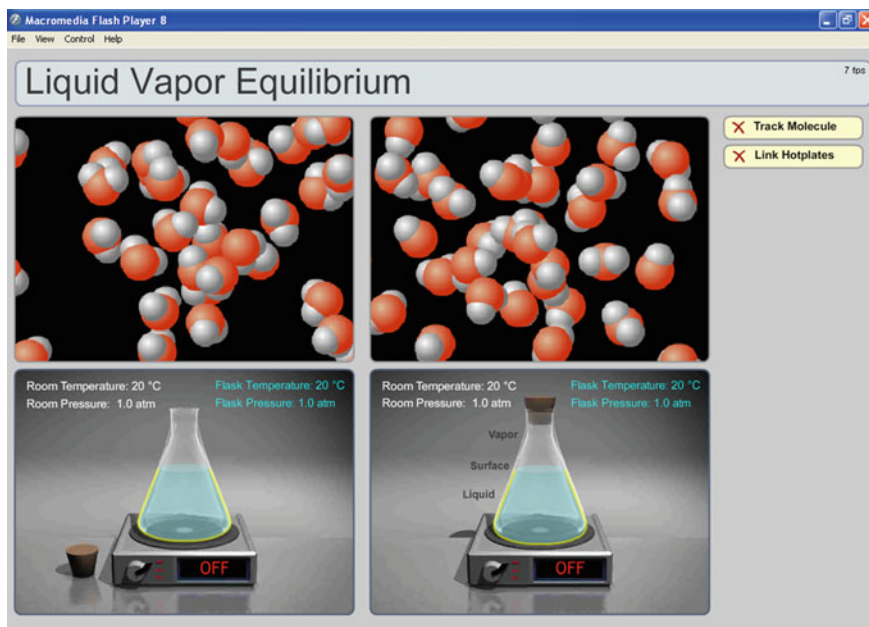 Macromedia Flash Player 8
File View Control Help
Liquid Vapor Equilibrium
7 fps
Track Molecule
Link Hotplates
Room Temperature: 20 °C
Flask Temperature: 20 °C
Room Pressure: 1.0 atm
Flask Pressure: 1.0 atm
OFF
Room Temperature: 20 °C
Flask Temperature: 20 °C
Room Pressure: 1.0 atm
Flask Pressure: 1.0 atm
Vapor
Surface
Liquid
OFF